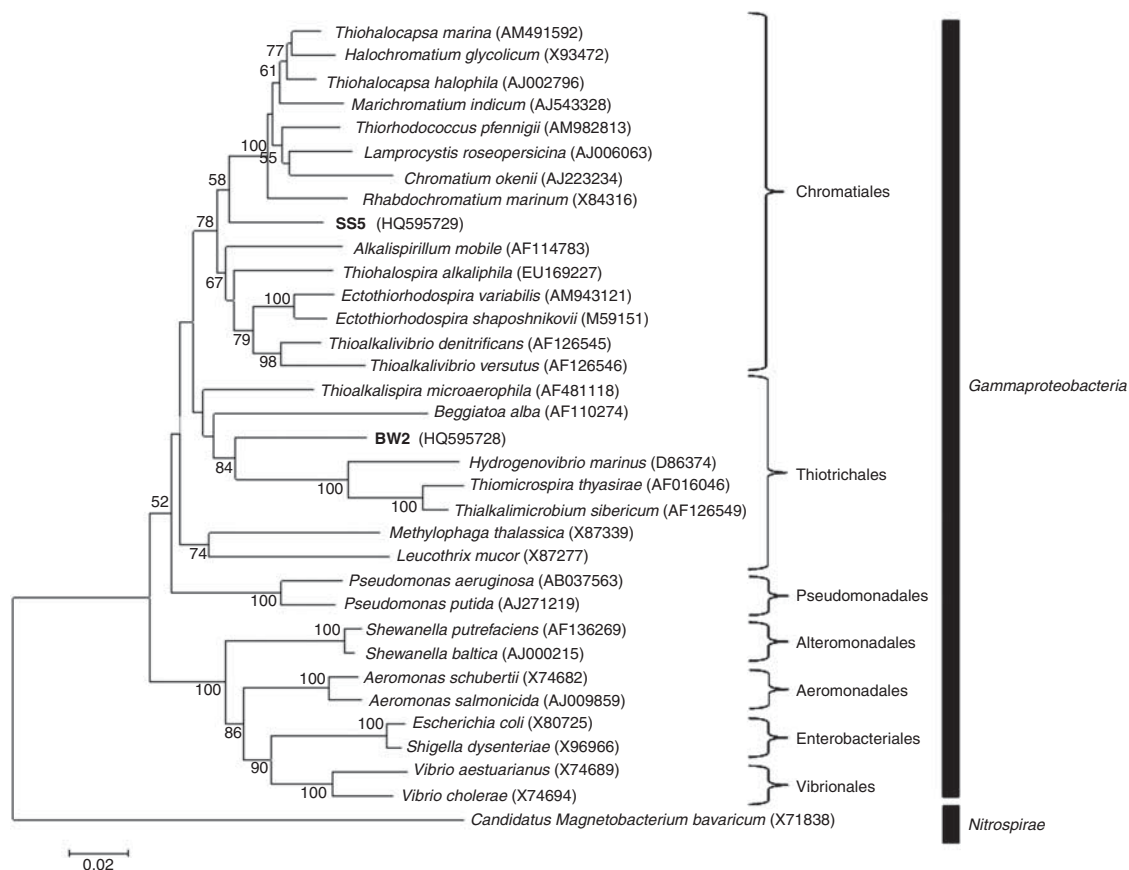 77
Thiohalocapsa marina (AM491592)
Halochromatium glycolicum (X93472)
61
Thiohalocapsa halophila (AJ002796)
Marichromatium indicum (AJ543328)
Thiorhodococcus pfennigii (AM982813)
100
55
Lamprocystis roseopersicina (AJ006063)
Chromatium okenii (AJ223234)
58
Rhabdochromatium marinum (X84316)
Chromatiales
78
SS5 (HQ595729)
Alkalispirillum mobile (AF114783)
67
Thiohalospira alkaliphila (EU169227)
100
Ectothiorhodospira variabilis (AM943121)
Ectothiorhodospira shaposhnikovii (M59151)
79
Thioalkalivibrio denitrificans (AF126545)
98
Thioalkalivibrio versutus (AF126546)
Thioalkalispira microaerophila (AF481118)
Gammaproteobacteria
Beggiatoa alba (AF110274)
BW2 (HQ595728)
84
Hydrogenovibrio marinus (D86374)
Thiotrichales
100
Thiomicrospira thyasirae (AF016046)
100
Thialkalimicrobium sibericum (AF126549)
52
Methylophaga thalassica (X87339)
74
Leucothrix mucor (X87277)
Pseudomonas aeruginosa (AB037563)
Pseudomonadales
100
Pseudomonas putida (AJ271219)
100
Shewanella putrefaciens (AF136269)
Alteromonadales
Shewanella baltica (AJ000215)
100
100
Aeromonas schubertii (X74682)
Aeromonadales
Aeromonas salmonicida (AJ009859)
86
100
Escherichia coli (X80725)
Enterobacteriales
Shigella dysenteriae (X96966)
90
Vibrio aestuarianus (X74689)
Vibrionales
100
Vibrio cholerae (X74694)
Candidatus Magnetobacterium bavaricum (X71838)
Nitrospirae
0.02